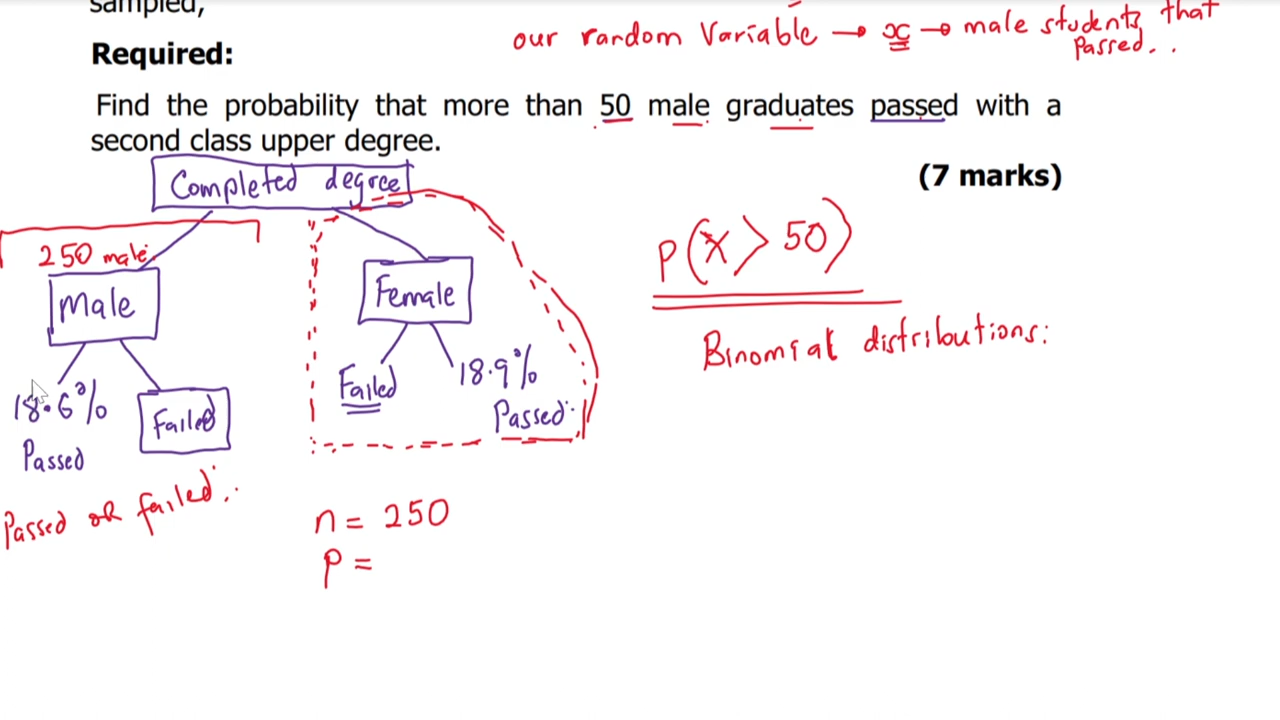 sampled,
our random Variable → x → male students that
passed..
Required:
Find the probability that more than 50 male graduates passed with a
second class upper degree.
(7 marks)
Completed degree
P(X > 50)
250 male
Male
Female
Binomial distributions:
18.6%
Passed
Failed
Failed
18.9%
Passed
Passed or failed..
n = 250
P =